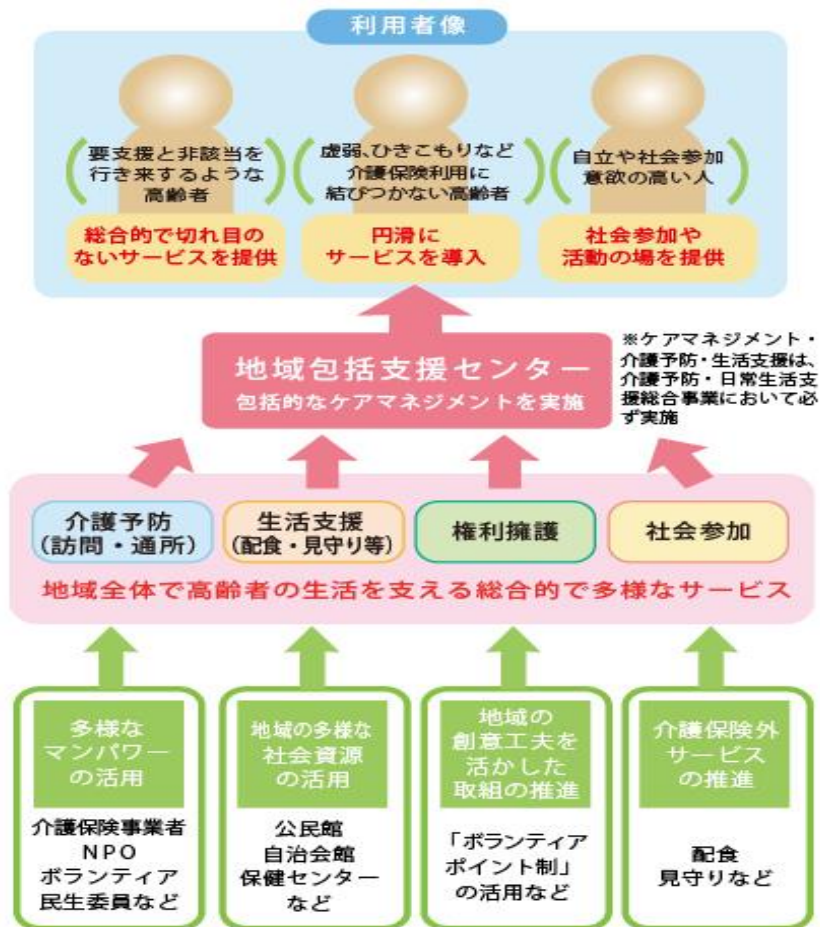 利用者像
要支援と非該当を
行き来するような
高齢者
虚弱、ひきこもりなど
介護保険利用に
結びつかない高齢者
自立や社会参加
意欲の高い人
総合的で切れ目の
ないサービスを提供
円滑に
サービスを導入
社会参加や
活動の場を提供
地域包括支援センター
包括的なケアマネジメントを実施
※ケアマネジメント・
介護予防・生活支援は、
介護予防・日常生活支
援総合事業において必
ず実施
介護予防
(訪問・通所)
生活支援
(配食・見守り等)
権利擁護
社会参加
地域全体で高齢者の生活を支える総合的で多様なサービス
多様な
マンパワー
の活用
介護保険事業者
NPO
ボランティア
民生委員など
地域の多様な
社会資源
の活用
公民館
自治会館
保健センター
など
地域の
創意工夫を
活かした
取組の推進
「ボランティア
ポイント制」
の活用など
介護保険外
サービス
の推進
配食
見守りなど